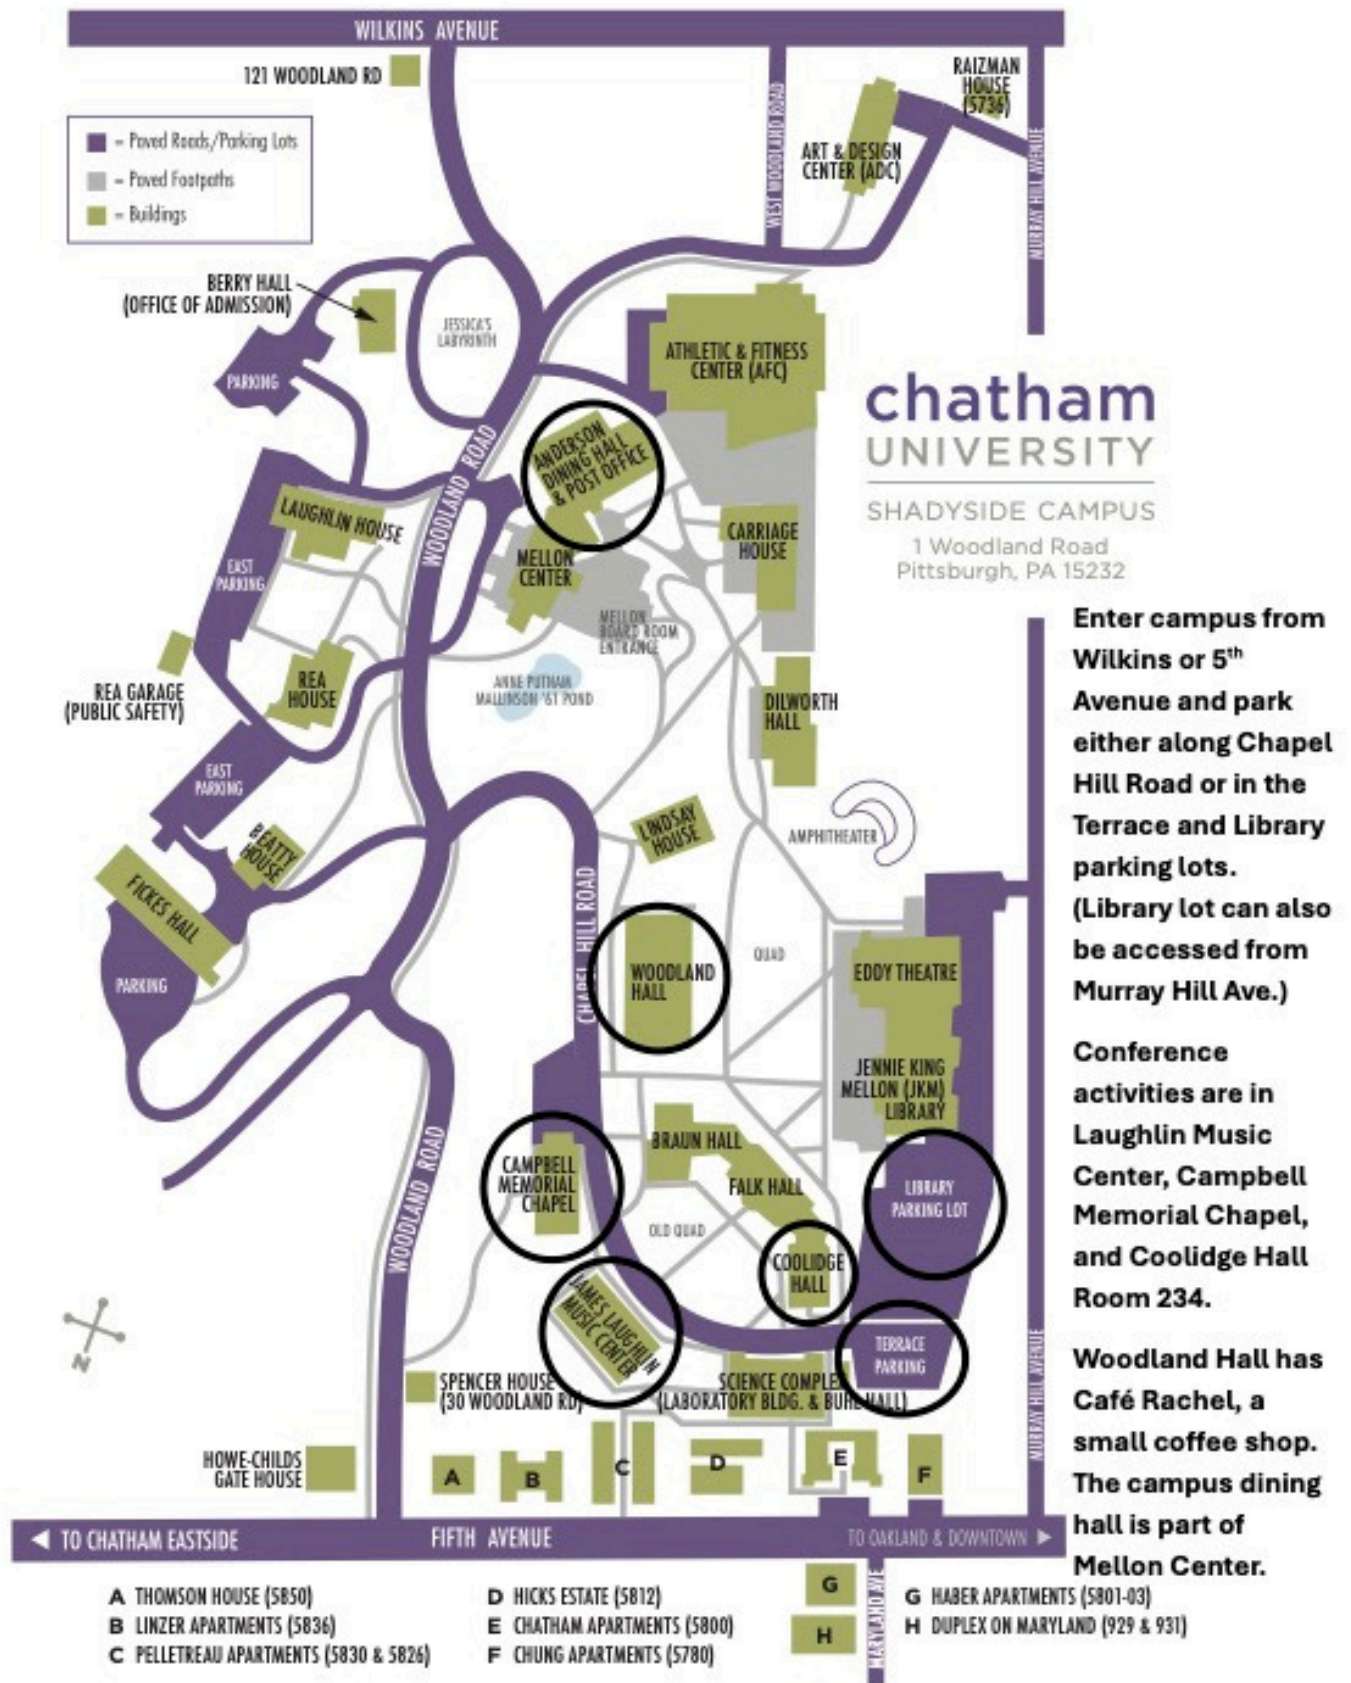 WILKINS AVENUE
121 WOODLAND RD
= Paved Roads/Parking Lots
= Paved Footpaths
= Buildings
WEST WOODLAND ROAD
RAIZMAN
HOUSE
(5736)
ART & DESIGN
CENTER (ADC)
MURRAY HILL AVENUE
BERRY HALL
(OFFICE OF ADMISSION)
JESSICA'S
LABYRINTH
PARKING
ATHLETIC & FITNESS
CENTER (AFC)
chatham
UNIVERSITY
SHADYSIDE CAMPUS
1 Woodland Road
Pittsburgh, PA 15232
WOODLAND ROAD
ANDERSON
DINING HALL
& POST OFFICE
LAUGHLIN HOUSE
CARRIAGE
HOUSE
MELLON
CENTER
EAST
PARKING
MELLON
BOARD ROOM
ENTRANCE
REA GARAGE
(PUBLIC SAFETY)
REA
HOUSE
ANNE PUTNAM
MALLINSON '61 POND
DILWORTH
HALL
EAST
PARKING
LINDSAY
HOUSE
AMPHITHEATER
BEATTY
HOUSE
FICKES HALL
PARKING
CHAPEL HILL ROAD
WOODLAND
HALL
QUAD
EDDY THEATRE
JENNIE KING
MELLON (JKM)
LIBRARY
BRAUN HALL
FALK HALL
CAMPBELL
MEMORIAL
CHAPEL
LIBRARY
PARKING LOT
WOODLAND ROAD
OLD QUAD
COOLIDGE
HALL
JAMES LAUGHLIN
MUSIC CENTER
TERRACE
PARKING
N
SPENCER HOUSE
(30 WOODLAND RD)
SCIENCE COMPLEX
(LABORATORY BLDG. & BUHL HALL)
MURRAY HILL AVENUE
HOWE-CHILDS
GATE HOUSE
A
B
C
D
E
F
TO CHATHAM EASTSIDE
FIFTH AVENUE
TO OAKLAND & DOWNTOWN
G
H
MARYLAND AVE
A THOMSON HOUSE (5850)
B LINZER APARTMENTS (5836)
C PELLETREAU APARTMENTS (5830 & 5826)
D HICKS ESTATE (5812)
E CHATHAM APARTMENTS (5800)
F CHUNG APARTMENTS (5780)
G HABER APARTMENTS (5801-03)
H DUPLEX ON MARYLAND (929 & 931)
Enter campus from
Wilkins or 5th
Avenue and park
either along Chapel
Hill Road or in the
Terrace and Library
parking lots.
(Library lot can also
be accessed from
Murray Hill Ave.)
Conference
activities are in
Laughlin Music
Center, Campbell
Memorial Chapel,
and Coolidge Hall
Room 234.
Woodland Hall has
Café Rachel, a
small coffee shop.
The campus dining
hall is part of
Mellon Center.